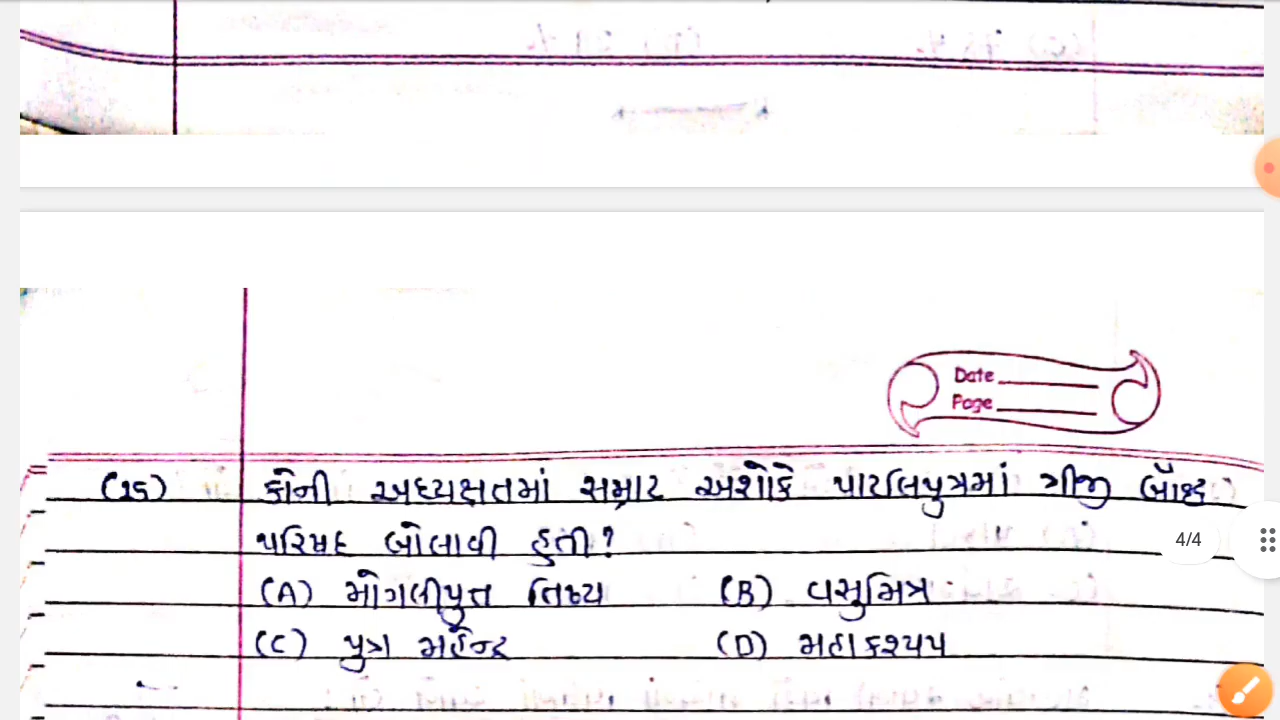 Date
Page
(15) કોની અધ્યક્ષતમાં સમ્રાટ અશોકે પાટલિપુત્રમાં ત્રીજી બૌધ્ધ
પરિષદ બોલાવી હતી?
(A) મોગલીપુત્ત તિષ્ય (B) વસુમિત્ર
(C) પુત્ર મહેન્દ્ર (D) મહાકશ્યપ
4/4